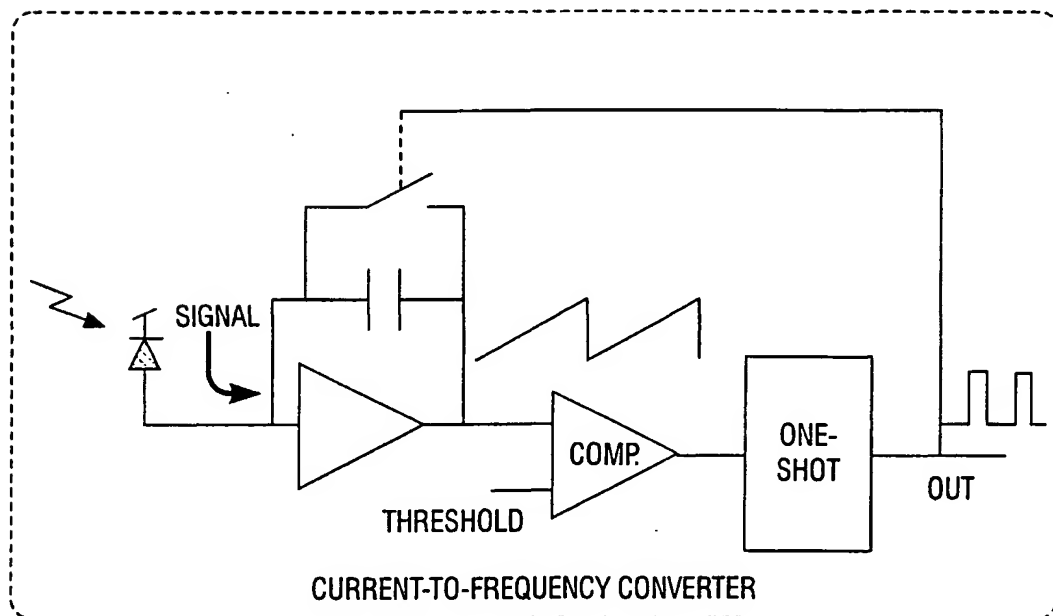 SIGNAL
COMP.
ONE-
SHOT
OUT
THRESHOLD
CURRENT-TO-FREQUENCY CONVERTER